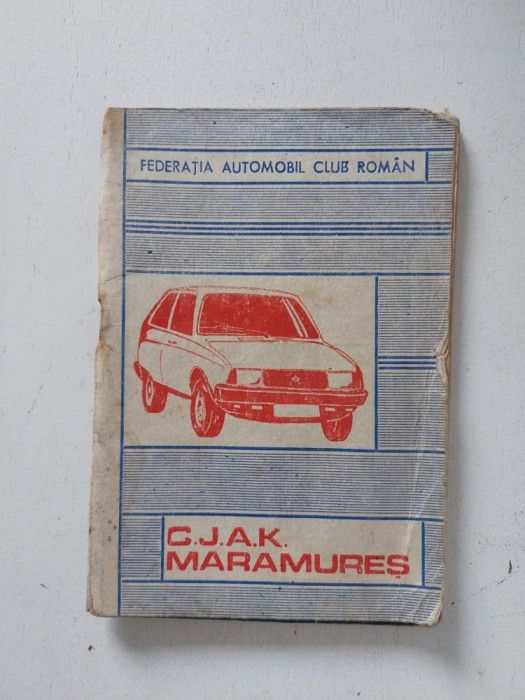 FEDERAȚIA AUTOMOBIL CLUB ROMÂN
C.J.A.K.
MARAMUREȘ